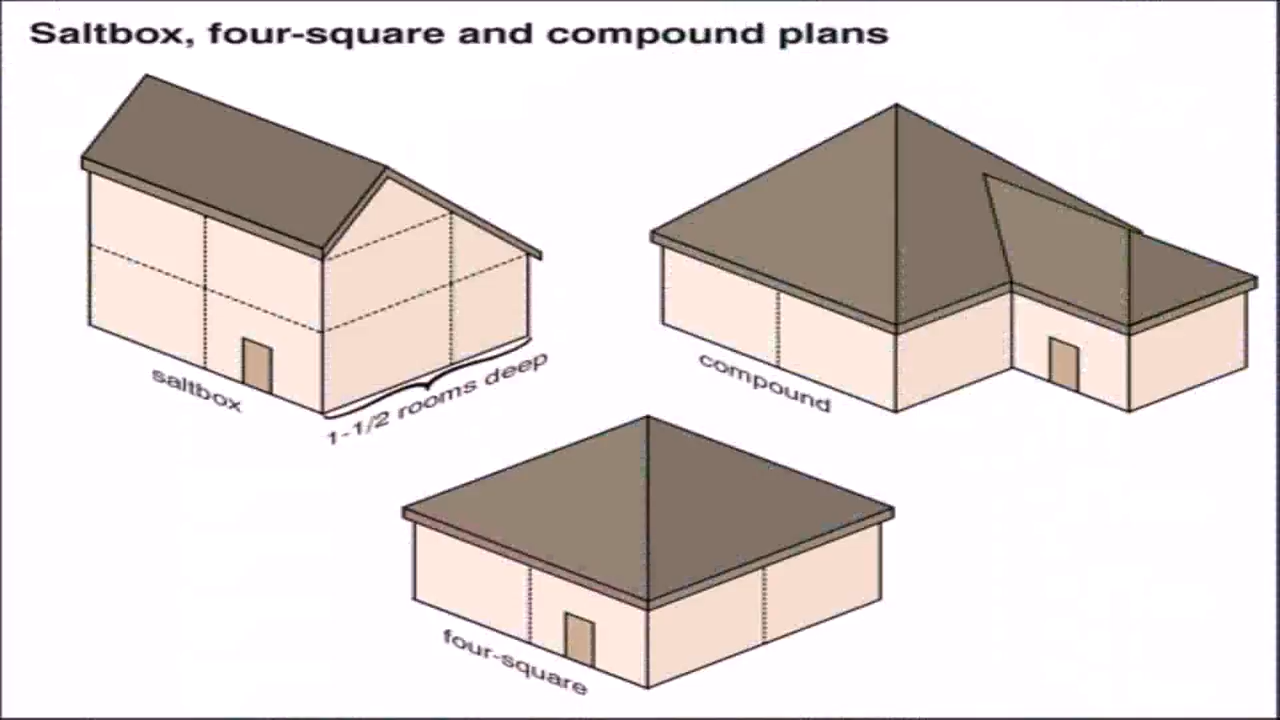 Saltbox, four-square and compound plans
saltbox
1-1/2 rooms deep
compound
four-square